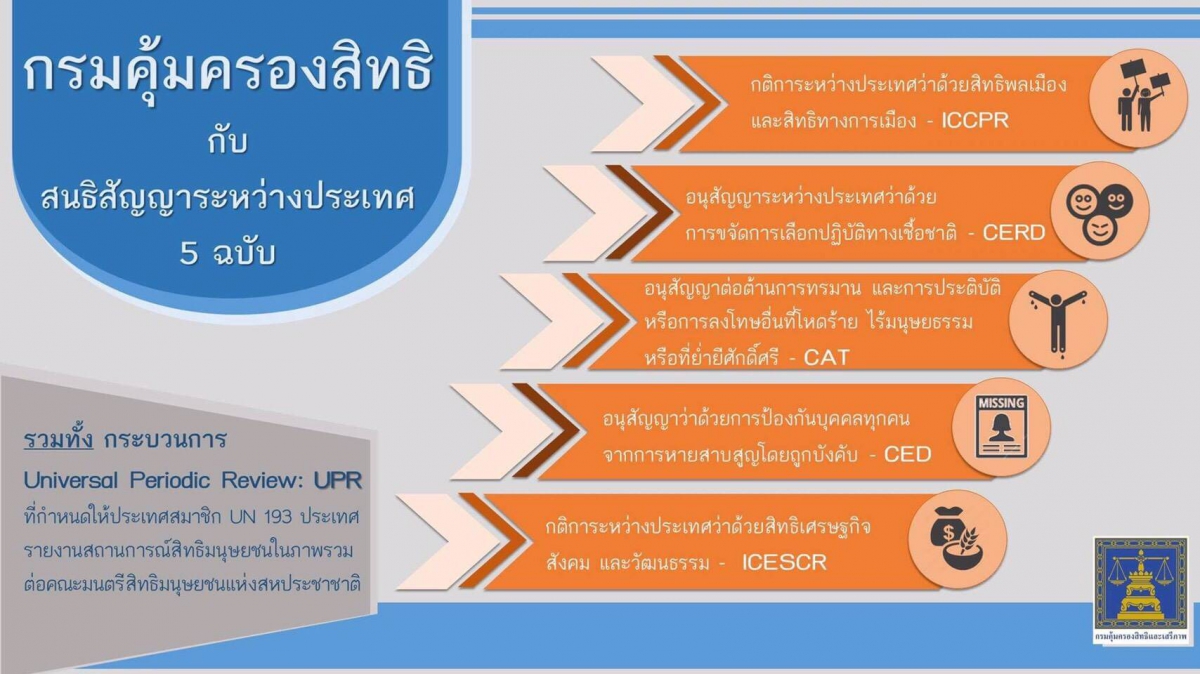 กรมคุ้มครองสิทธิ
กับ
สนธิสัญญาระหว่างประเทศ
5 ฉบับ
กติการะหว่างประเทศว่าด้วยสิทธิพลเมือง
และสิทธิทางการเมือง - ICCPR
อนุสัญญาระหว่างประเทศว่าด้วย
การขจัดการเลือกปฏิบัติทางเชื้อชาติ - CERD
อนุสัญญาต่อต้านการทรมาน และการประติบัติ
หรือการลงโทษอื่นที่โหดร้าย ไร้มนุษยธรรม
หรือที่ย่ำยีศักดิ์ศรี - CAT
อนุสัญญาว่าด้วยการป้องกันบุคคลทุกคน
จากการหายสาบสูญโดยถูกบังคับ - CED
MISSING
กติการะหว่างประเทศว่าด้วยสิทธิเศรษฐกิจ
สังคม และวัฒนธรรม - ICESCR
$
รวมทั้ง กระบวนการ
Universal Periodic Review: UPR
ที่กำหนดให้ประเทศสมาชิก UN 193 ประเทศ
รายงานสถานการณ์สิทธิมนุษยชนในภาพรวม
ต่อคณะมนตรีสิทธิมนุษยชนแห่งสหประชาชาติ
กรมคุ้มครองสิทธิและเสรีภาพ